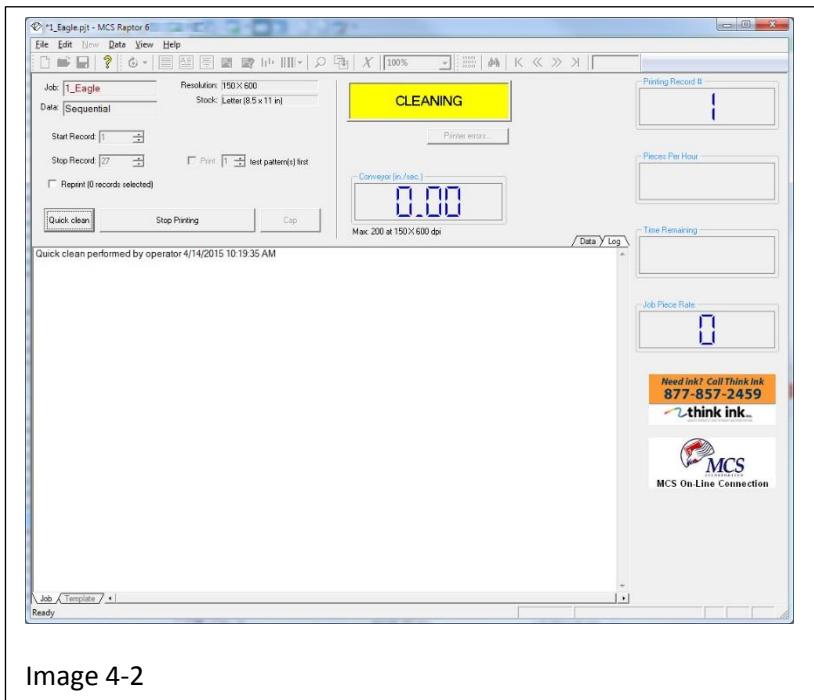 *1_Eagle.pjt - MCS Raptor 6
File Edit New Data View Help
100%
Job: 1_Eagle
Resolution: 150 X 600
Data: Sequential
Stock: Letter (8.5 x 11 in)
CLEANING
Printing Record #
1
Start Record: 1
Printer errors...
Stop Record: 27
Print 1 test pattern(s) first
Pieces Per Hour
Reprint (0 records selected)
Conveyor (in./sec.)
0.00
Quick clean Stop Printing Cap
Max: 200 at 150 X 600 dpi
Data Log
Time Remaining
Quick clean performed by operator 4/14/2015 10:19:35 AM
Job Piece Rate
0
Need ink? Call Think Ink
877-857-2459
think ink
MCS
MCS On-Line Connection
Job Template
Ready
Image 4-2